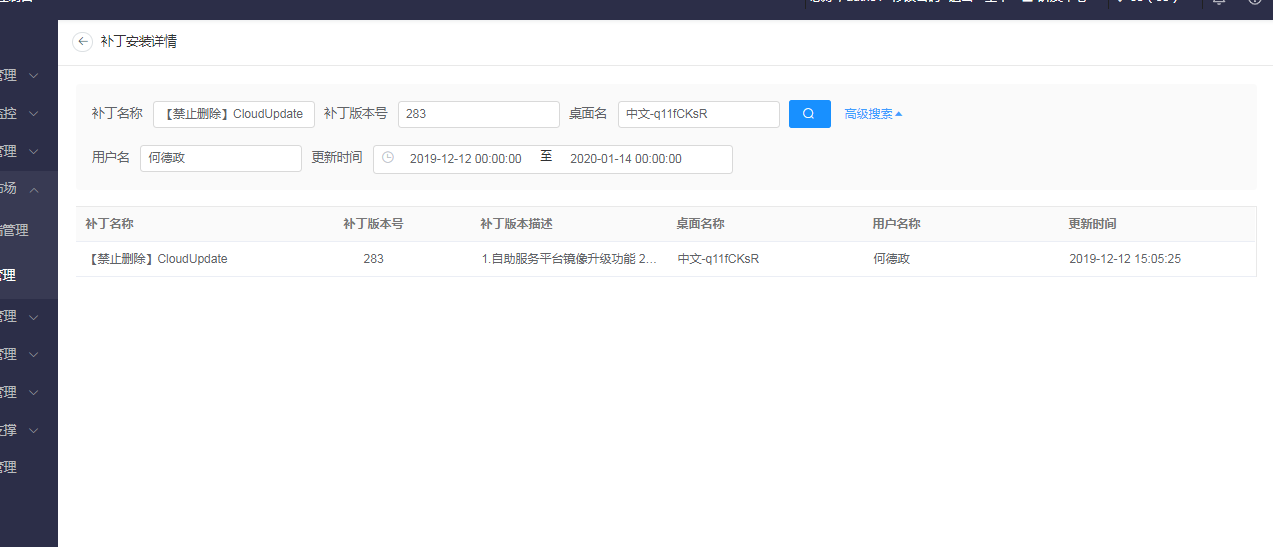 补丁安装详情
管理
监控
管理
市场
管理
管理
管理
管理
管理
支撑
管理
补丁名称 【禁止删除】CloudUpdate 补丁版本号 283 桌面名 中文-q11fCKsR 高级搜索
用户名 何德政 更新时间 2019-12-12 00:00:00 至 2020-01-14 00:00:00
补丁名称 补丁版本号 补丁版本描述 桌面名称 用户名称 更新时间
【禁止删除】CloudUpdate 283 1.自助服务平台镜像升级功能 2... 中文-q11fCKsR 何德政 2019-12-12 15:05:25